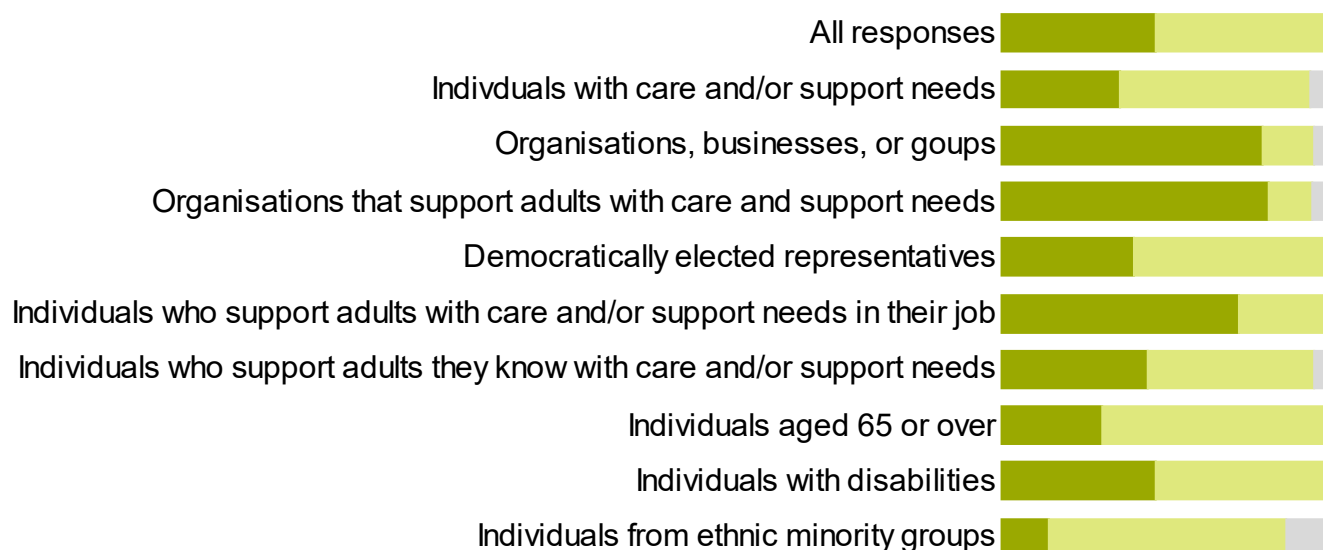 All responses
Indivduals with care and/or support needs
Organisations, businesses, or goups
Organisations that support adults with care and support needs
Democratically elected representatives
Individuals who support adults with care and/or support needs in their job
Individuals who support adults they know with care and/or support needs
Individuals aged 65 or over
Individuals with disabilities
Individuals from ethnic minority groups